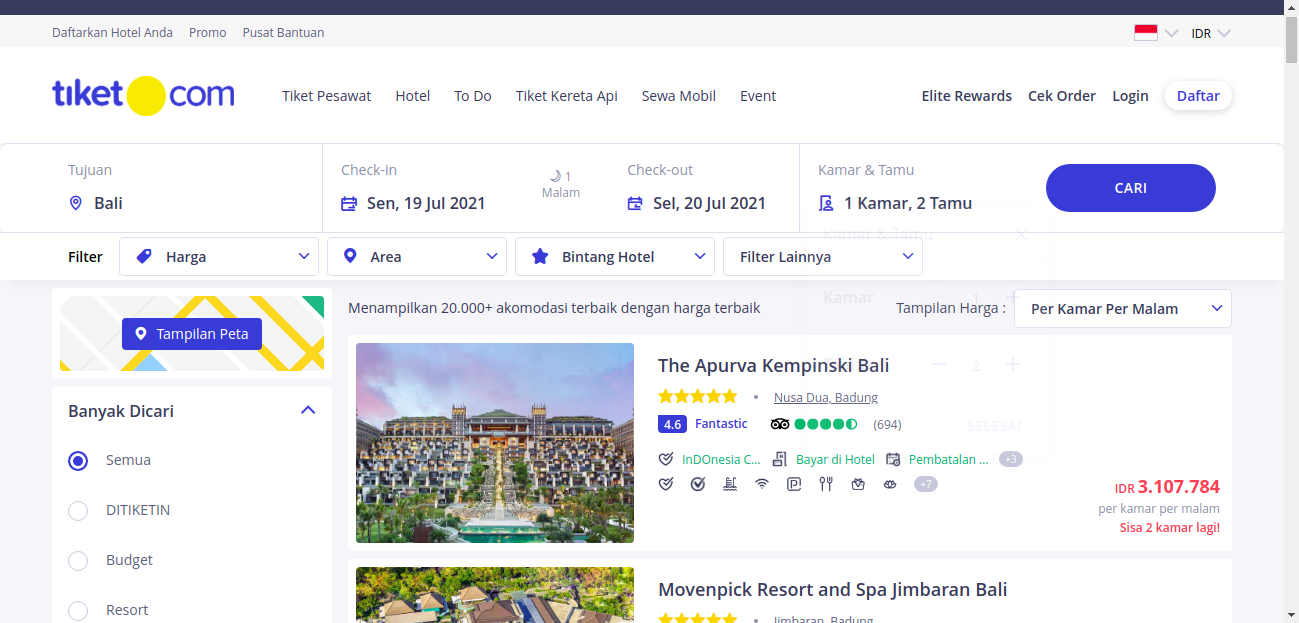 Daftarkan Hotel Anda Promo Pusat Bantuan IDR
tiket com Tiket Pesawat Hotel To Do Tiket Kereta Api Sewa Mobil Event Elite Rewards Cek Order Login Daftar
Tujuan Check-in 1 Malam Check-out Kamar & Tamu
Bali Sen, 19 Jul 2021 Sel, 20 Jul 2021 1 Kamar, 2 Tamu CARI
Kamar & Tamu
Filter Harga Area Bintang Hotel Filter Lainnya
Kamar 1
Menampilkan 20.000+ akomodasi terbaik dengan harga terbaik Tampilan Harga : Per Kamar Per Malam
Tampilan Peta
The Apurva Kempinski Bali
2
Nusa Dua, Badung
Banyak Dicari
4.6 Fantastic (694)
SELESAI
Semua
InDOnesia C... Bayar di Hotel Pembatalan ... +3
+7
IDR 3.107.784
per kamar per malam
Sisa 2 kamar lagi!
DITIKETIN
Budget
Resort
Movenpick Resort and Spa Jimbaran Bali
Jimbaran, Badung